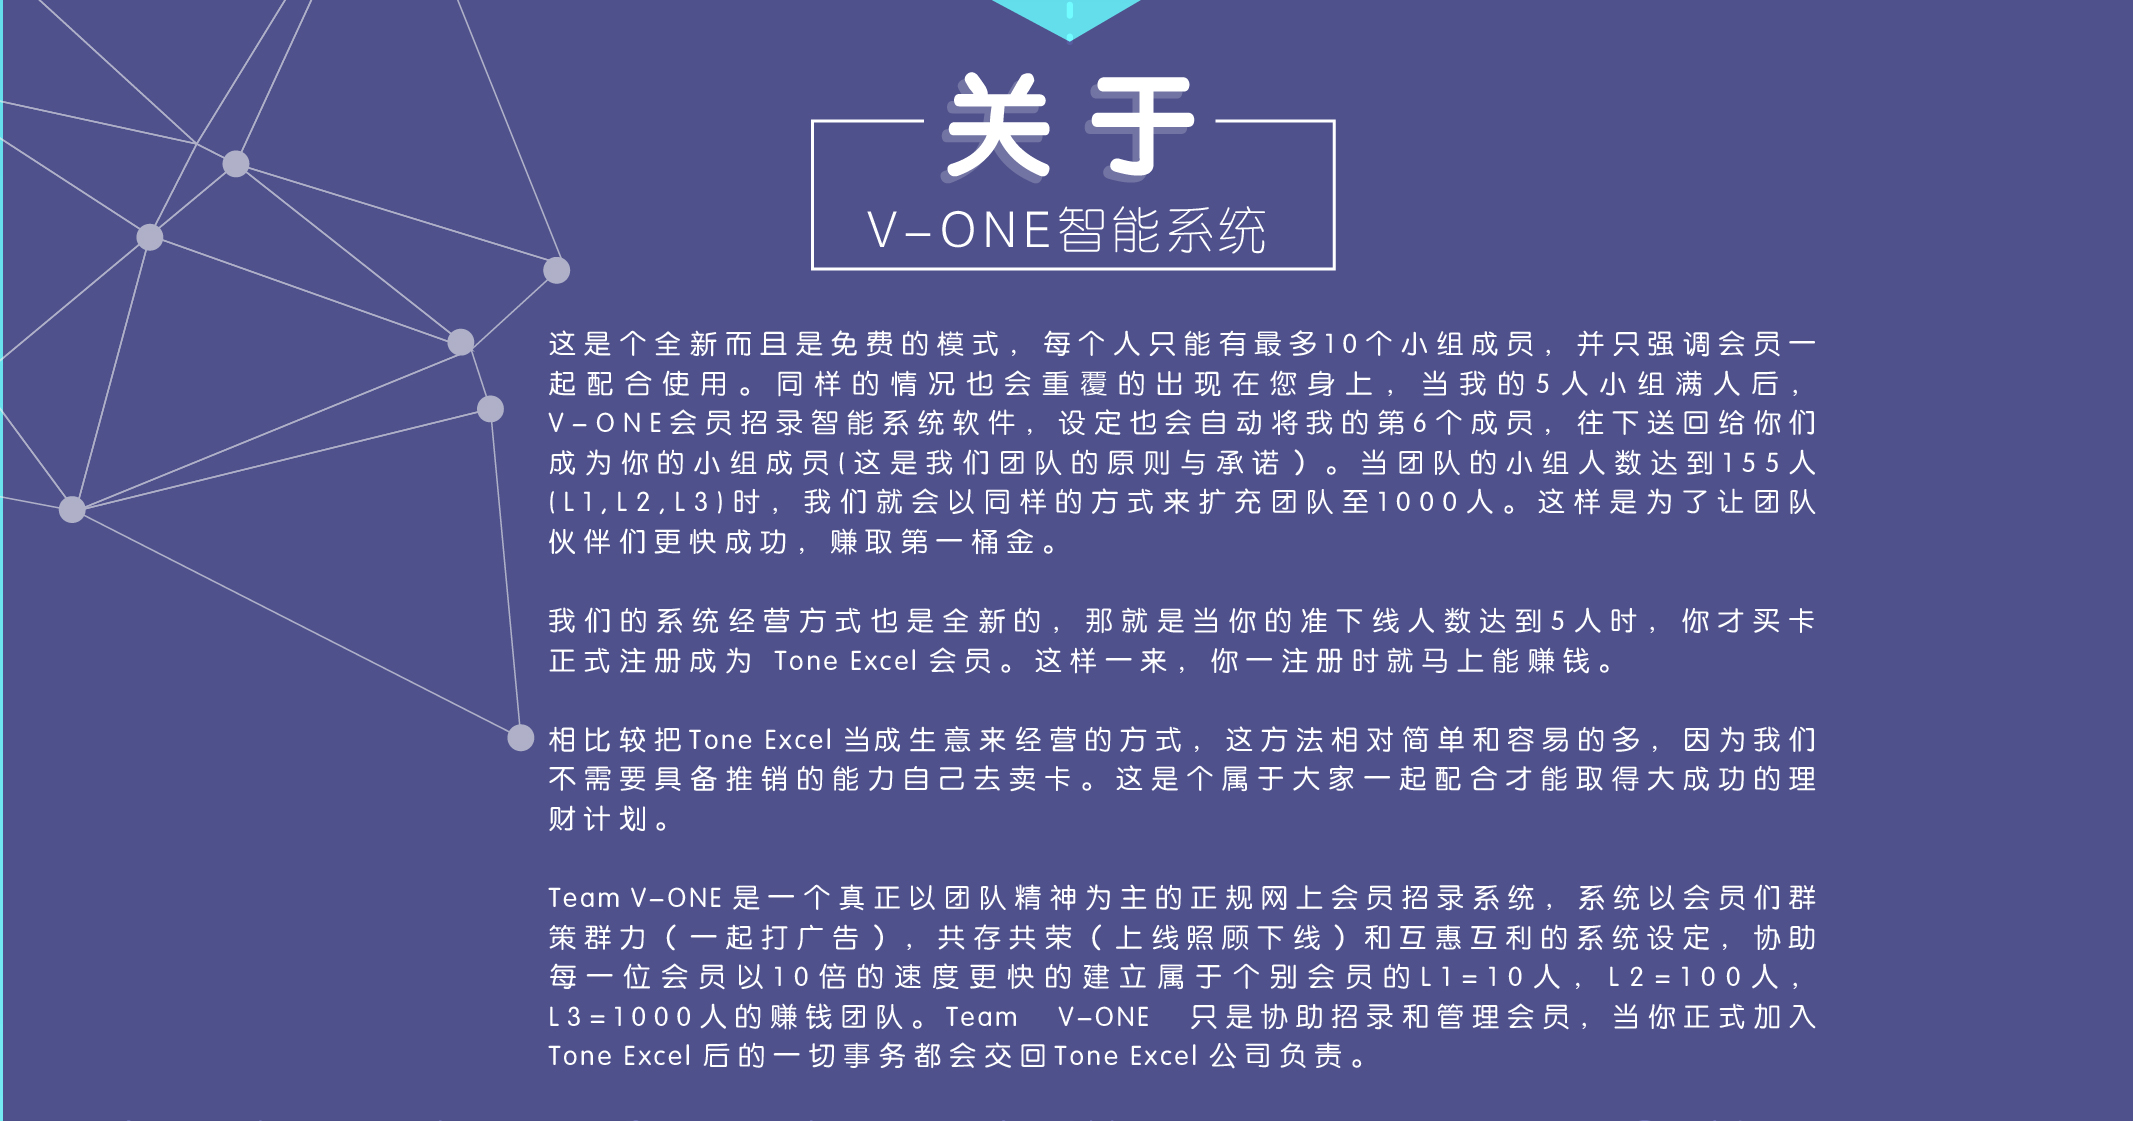 关于
V-ONE智能系统
这是个全新而且是免费的模式，每个人只能有最多10个小组成员，并只强调会员一
起配合使用。同样的情况也会重覆的出现在您身上，当我的5人小组满人后，
V-ONE会员招录智能系统软件，设定也会自动将我的第6个成员，往下送回给你们
成为你的小组成员(这是我们团队的原则与承诺）。当团队的小组人数达到155人
(L1,L2,L3)时，我们就会以同样的方式来扩充团队至1000人。这样是为了让团队
伙伴们更快成功，赚取第一桶金。
我们的系统经营方式也是全新的，那就是当你的准下线人数达到5人时，你才买卡
正式注册成为 Tone Excel 会员。这样一来，你一注册时就马上能赚钱。
相比较把Tone Excel 当成生意来经营的方式，这方法相对简单和容易的多，因为我们
不需要具备推销的能力自己去卖卡。这是个属于大家一起配合才能取得大成功的理
财计划。
Team V-ONE 是一个真正以团队精神为主的正规网上会员招录系统，系统以会员们群
策群力（一起打广告），共存共荣（上线照顾下线）和互惠互利的系统设定，协助
每一位会员以10倍的速度更快的建立属于个别会员的L1=10人，L2=100人，
L3=1000人的赚钱团队。Team V-ONE 只是协助招录和管理会员，当你正式加入
Tone Excel 后的一切事务都会交回Tone Excel 公司负责。